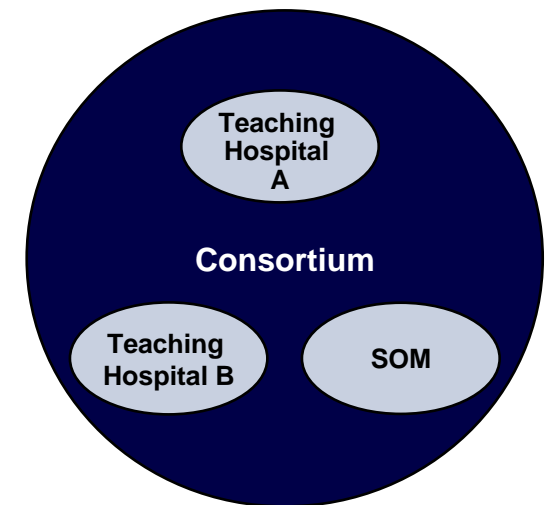 Teaching
Hospital
A
Consortium
Teaching
Hospital B
SOM